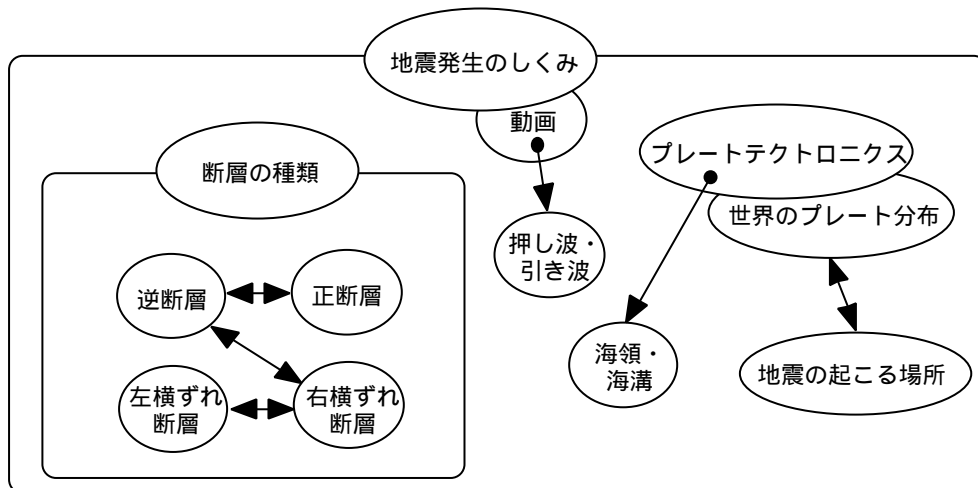 地震発生のしくみ
動画
プレートテクトロニクス
断層の種類
世界のプレート分布
押し波・
引き波
逆断層
正断層
海領・
海溝
地震の起こる場所
左横ずれ
断層
右横ずれ
断層